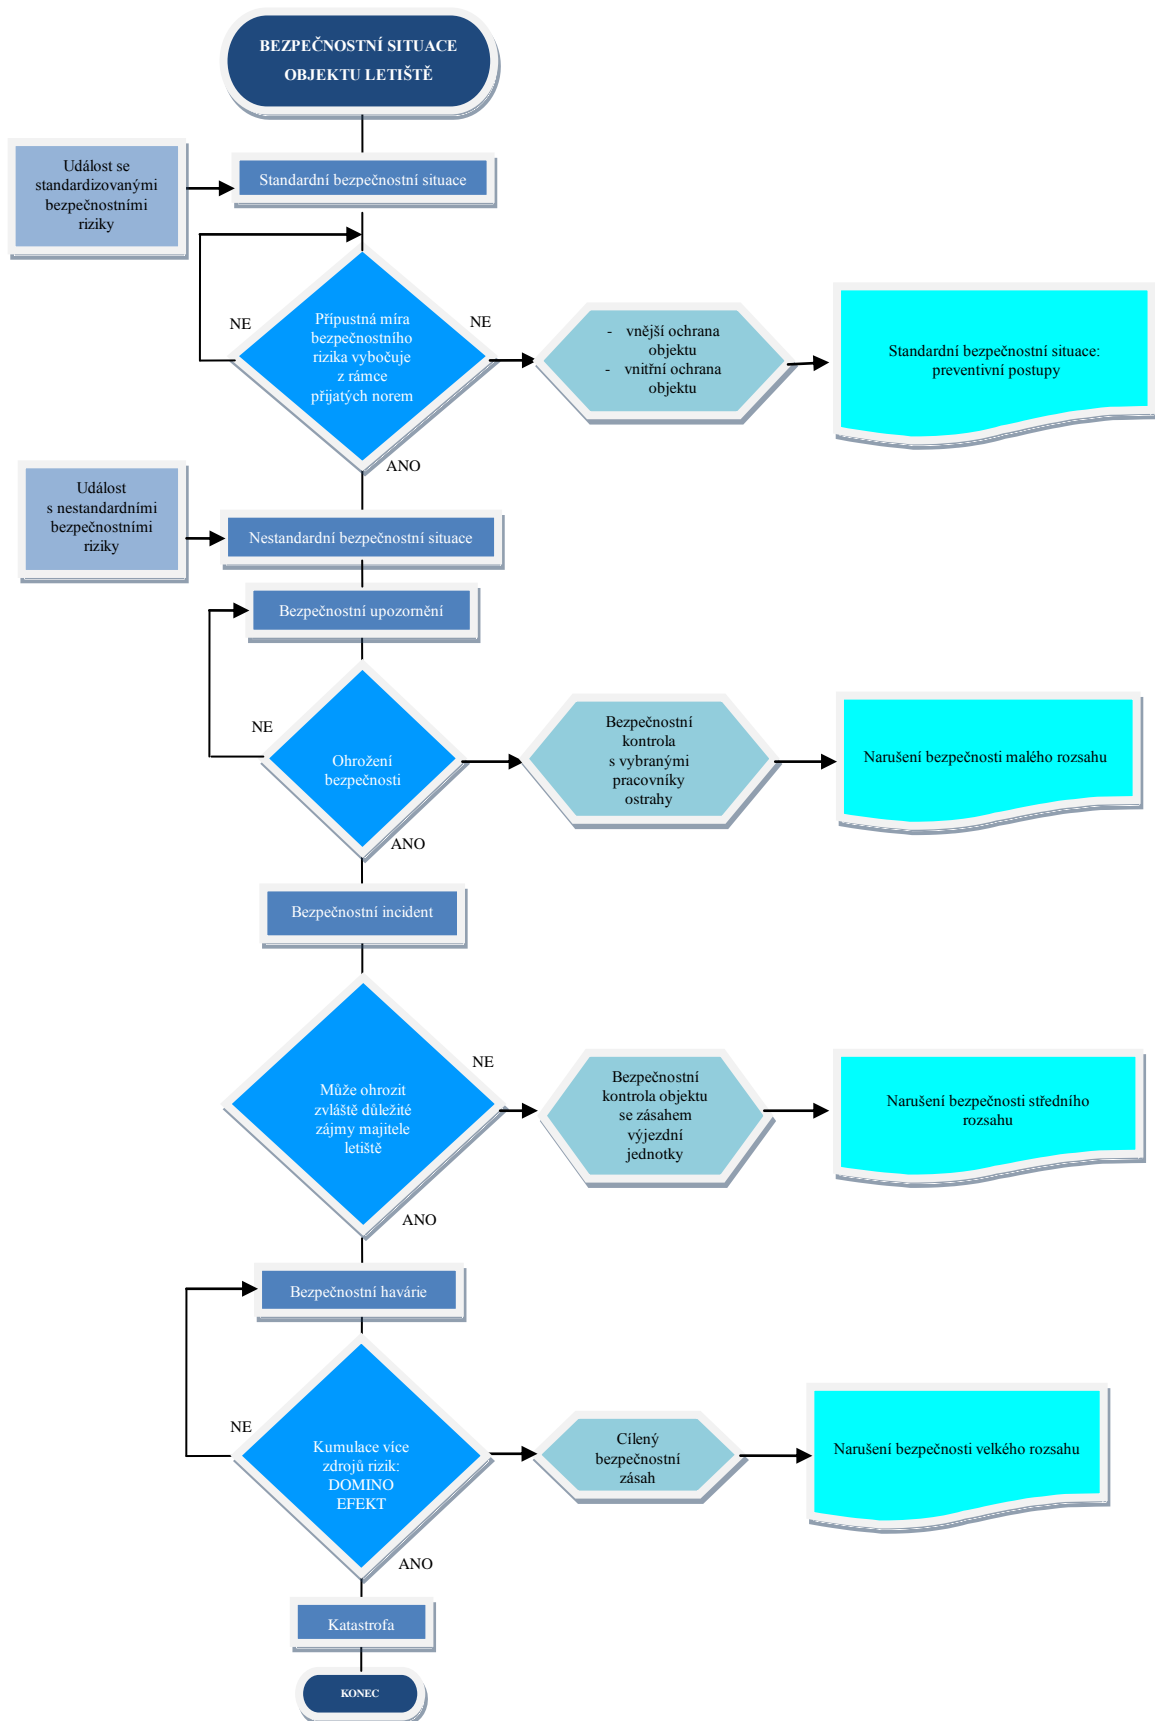 BEZPEČNOSTNÍ SITUACE
OBJEKTU LETIŠTĚ
Událost se
standardizovanými
bezpečnostními
riziky
Standardní bezpečnostní situace
NE
Přípustná míra
bezpečnostního
rizika vybočuje
z rámce
přijatých norem
NE
- vnější ochrana
objektu
- vnitřní ochrana
objektu
Standardní bezpečnostní situace:
preventivní postupy
ANO
Událost
s nestandardními
bezpečnostními
riziky
Nestandardní bezpečnostní situace
Bezpečnostní upozornění
NE
Ohrožení
bezpečnosti
Bezpečnostní
kontrola
s vybranými
pracovníky
ostrahy
Narušení bezpečnosti malého rozsahu
ANO
Bezpečnostní incident
Může ohrozit
zvláště důležité
zájmy majitele
letiště
NE
Bezpečnostní
kontrola objektu
se zásahem
výjezdní
jednotky
Narušení bezpečnosti středního
rozsahu
ANO
Bezpečnostní havárie
NE
Kumulace více
zdrojů rizik:
DOMINO
EFEKT
Cílený
bezpečnostní
zásah
Narušení bezpečnosti velkého rozsahu
ANO
Katastrofa
KONEC